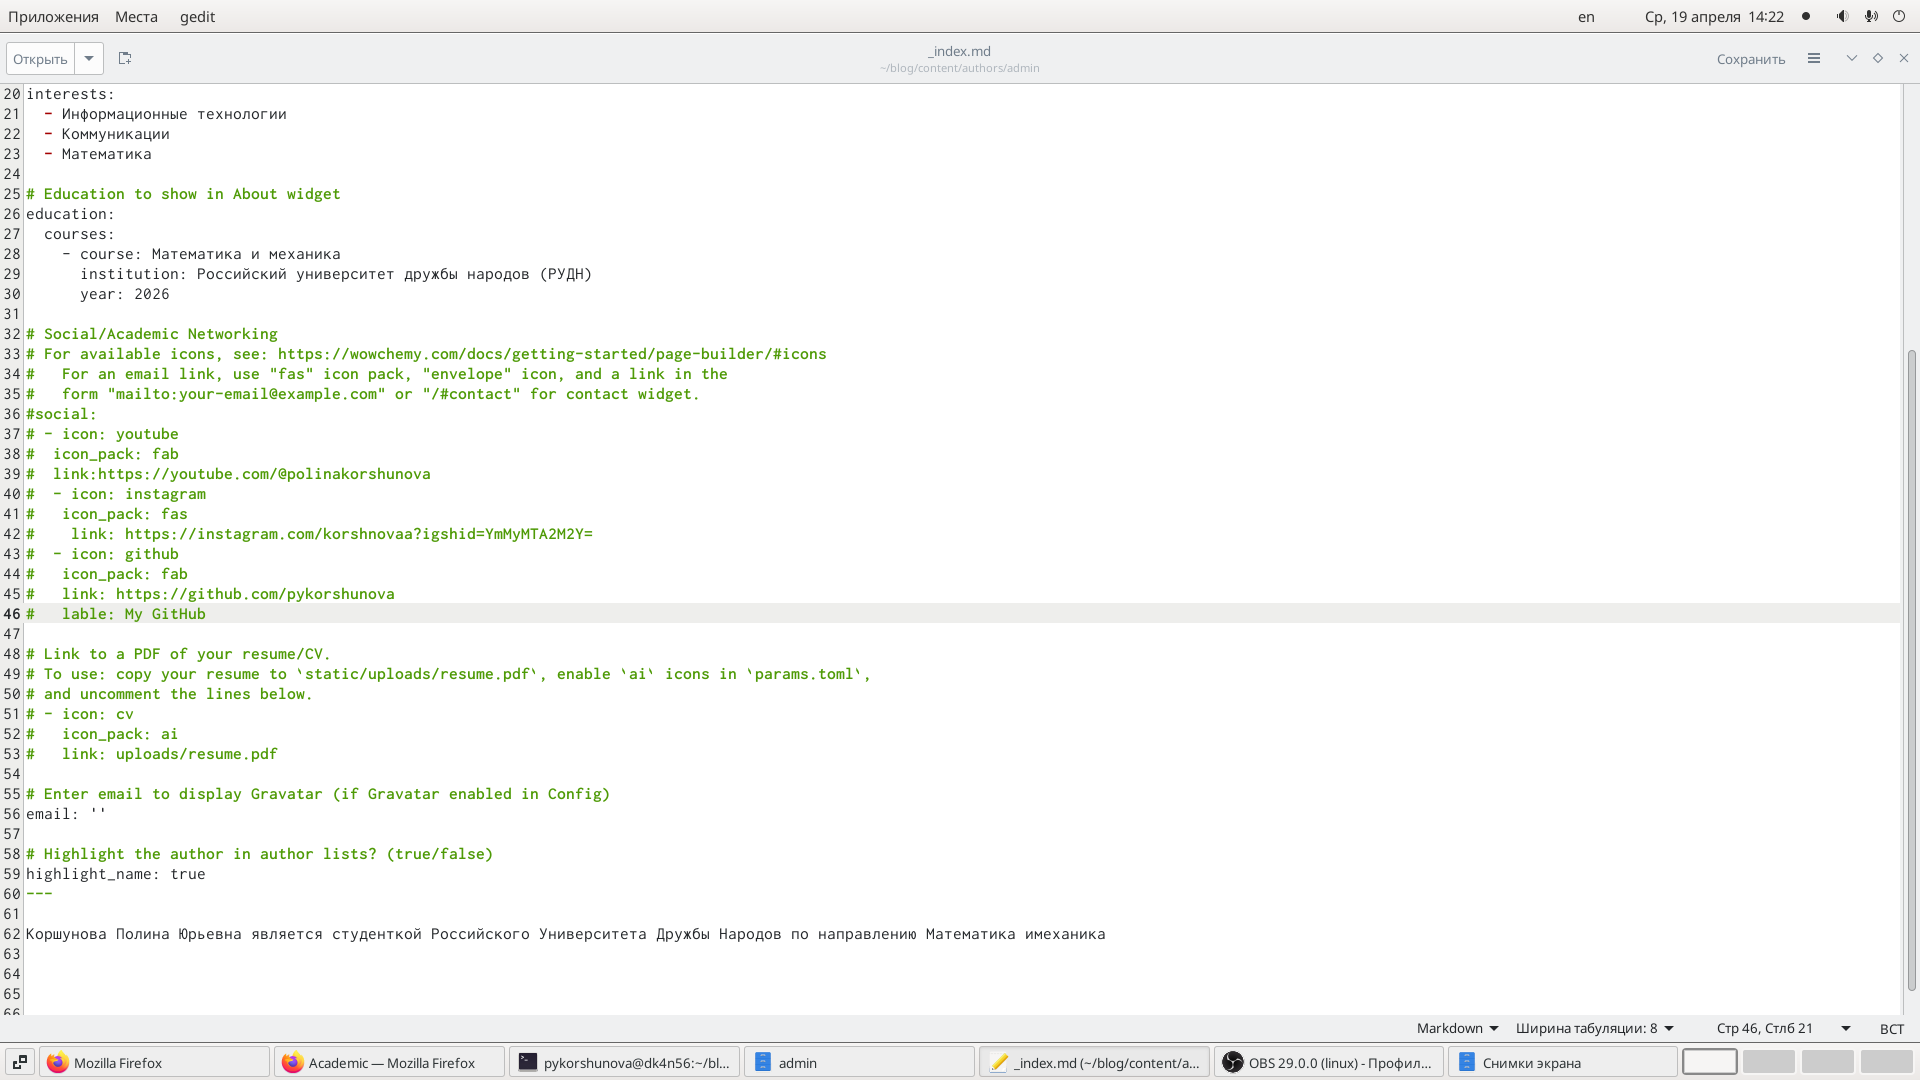 Приложения Места gedit en Ср, 19 апреля 14:22
Открыть _index.md Сохранить
~/blog/content/authors/admin
20 interests:
21   - Информационные технологии
22   - Коммуникации
23   - Математика
24
25 # Education to show in About widget
26 education:
27   courses:
28     - course: Математика и механика
29       institution: Российский университет дружбы народов (РУДН)
30       year: 2026
31
32 # Social/Academic Networking
33 # For available icons, see: https://wowchemy.com/docs/getting-started/page-builder/#icons
34 #   For an email link, use "fas" icon pack, "envelope" icon, and a link in the
35 #   form "mailto:your-email@example.com" or "/#contact" for contact widget.
36 #social:
37 # - icon: youtube
38 #  icon_pack: fab
39 #  link:https://youtube.com/@polinakorshunova
40 #  - icon: instagram
41 #   icon_pack: fas
42 #    link: https://instagram.com/korshnovaa?igshid=YmMyMTA2M2Y=
43 #  - icon: github
44 #   icon_pack: fab
45 #   link: https://github.com/pykorshunova
46 #   lable: My GitHub
47
48 # Link to a PDF of your resume/CV.
49 # To use: copy your resume to `static/uploads/resume.pdf`, enable `ai` icons in `params.toml`,
50 # and uncomment the lines below.
51 # - icon: cv
52 #   icon_pack: ai
53 #   link: uploads/resume.pdf
54
55 # Enter email to display Gravatar (if Gravatar enabled in Config)
56 email: ''
57
58 # Highlight the author in author lists? (true/false)
59 highlight_name: true
60 ---
61
62 Коршунова Полина Юрьевна является студенткой Российского Университета Дружбы Народов по направлению Математика имеханика
63
64
65
66
Markdown Ширина табуляции: 8 Стр 46, Стлб 21 ВСТ
Mozilla Firefox Academic — Mozilla Firefox pykorshunova@dk4n56:~/bl... admin _index.md (~/blog/content/a... OBS 29.0.0 (linux) - Профил... Снимки экрана